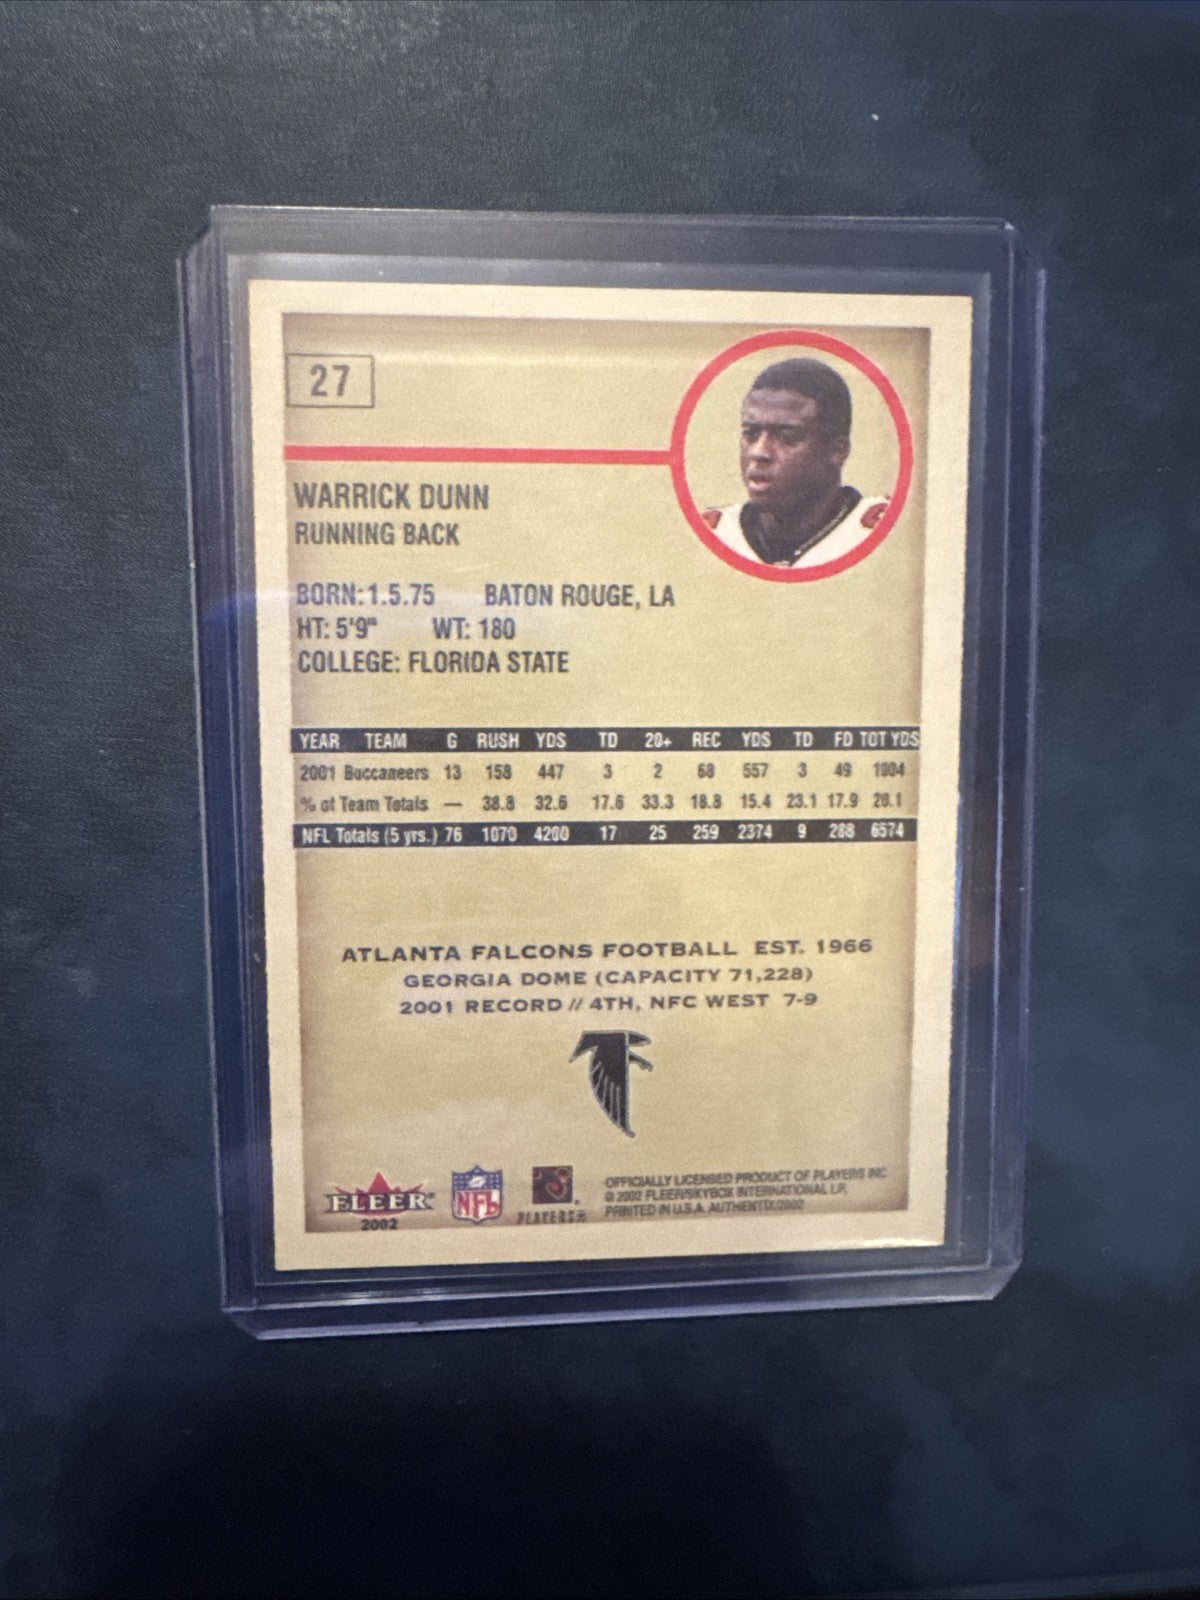 27
WARRICK DUNN
RUNNING BACK
BORN: 1.5.75 BATON ROUGE, LA
HT: 5'9" WT: 180
COLLEGE: FLORIDA STATE
YEAR TEAM G RUSH YDS TD 20+ REC YDS TD FD TOT YDS
2001 Buccaneers 13 158 447 3 2 68 557 3 49 1004
% of Team Totals — 38.8 32.6 17.6 33.3 18.8 15.4 23.1 17.9 20.1
NFL Totals (5 yrs.) 76 1070 4200 17 25 259 2374 9 288 6574
ATLANTA FALCONS FOOTBALL EST. 1966
GEORGIA DOME (CAPACITY 71,228)
2001 RECORD // 4TH, NFC WEST 7-9
FLEER
2002
NFL
PLAYERS INC
OFFICIALLY LICENSED PRODUCT OF PLAYERS INC
© 2002 FLEER/SKYBOX INTERNATIONAL LP.
PRINTED IN U.S.A. AUTHENTIX/2002